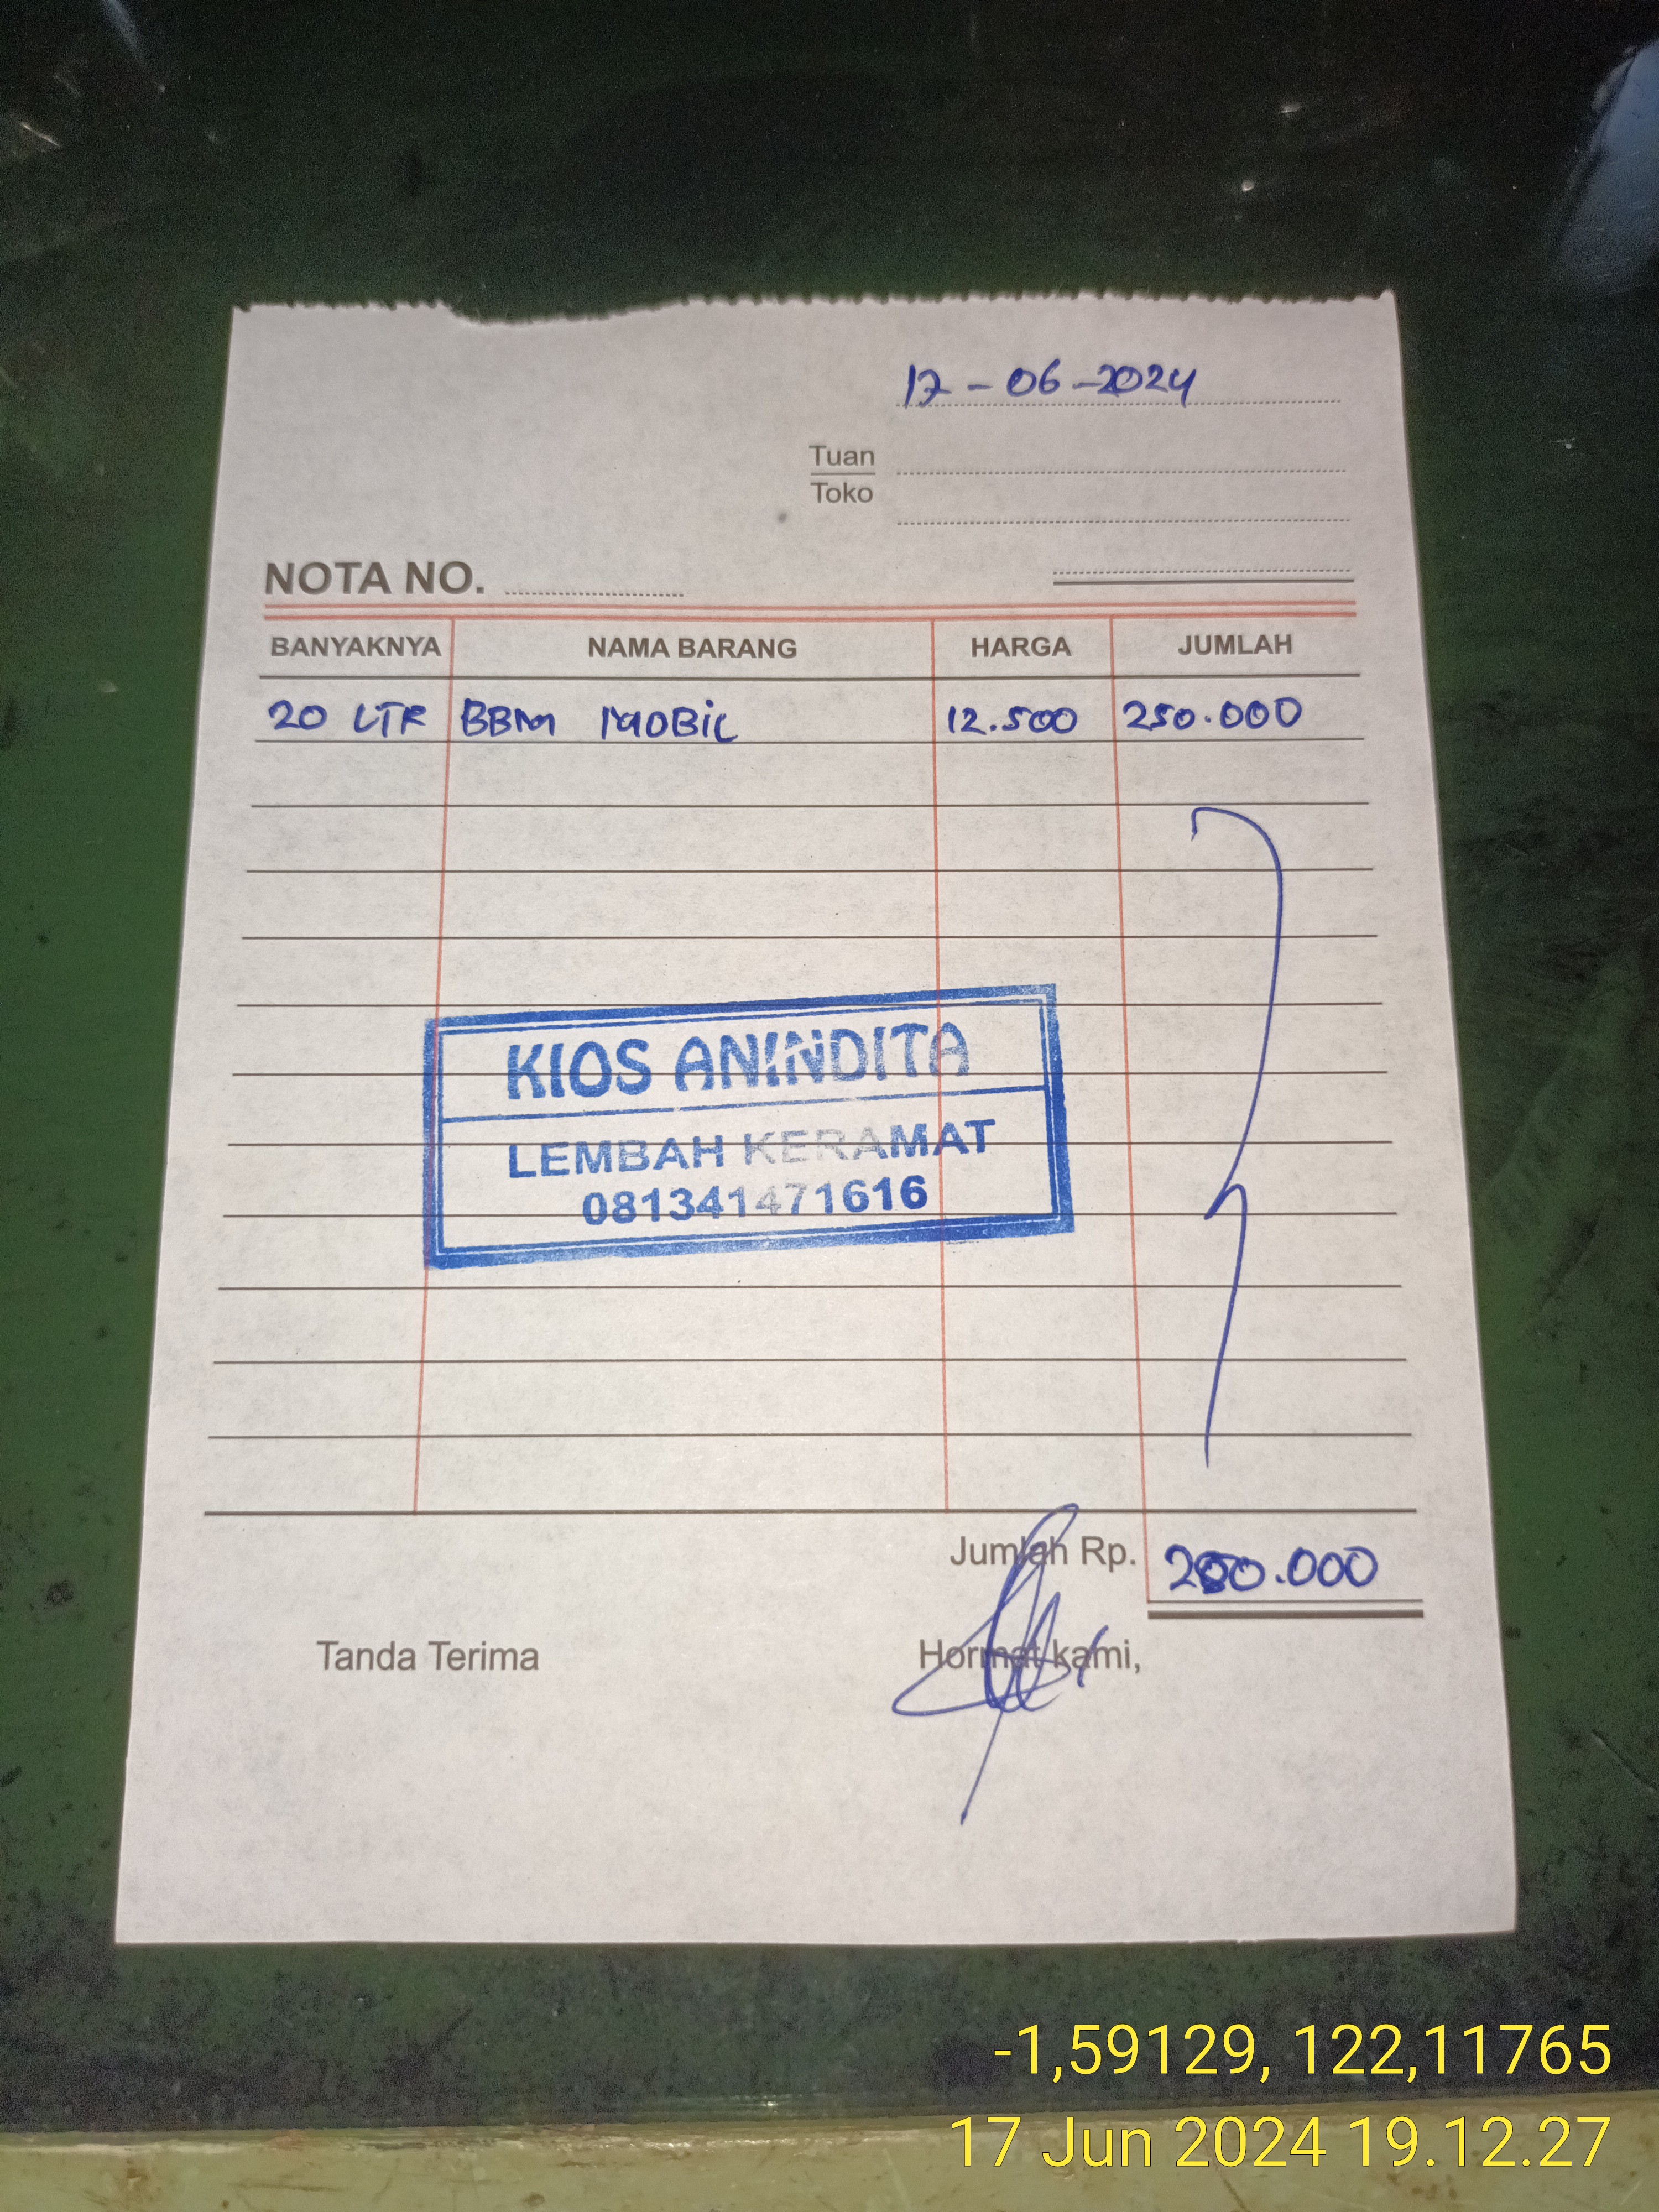 17 - 06 - 2024
Tuan
Toko
NOTA NO.
BANYAKNYA NAMA BARANG HARGA JUMLAH
20 LTR BBM MOBIL 12.500 250.000
KIOS ANINDITA
LEMBAH KERAMAT
081341471616
Jumlah Rp. 250.000
Tanda Terima Hormat kami,
-1,59129, 122,11765
17 Jun 2024 19.12.27